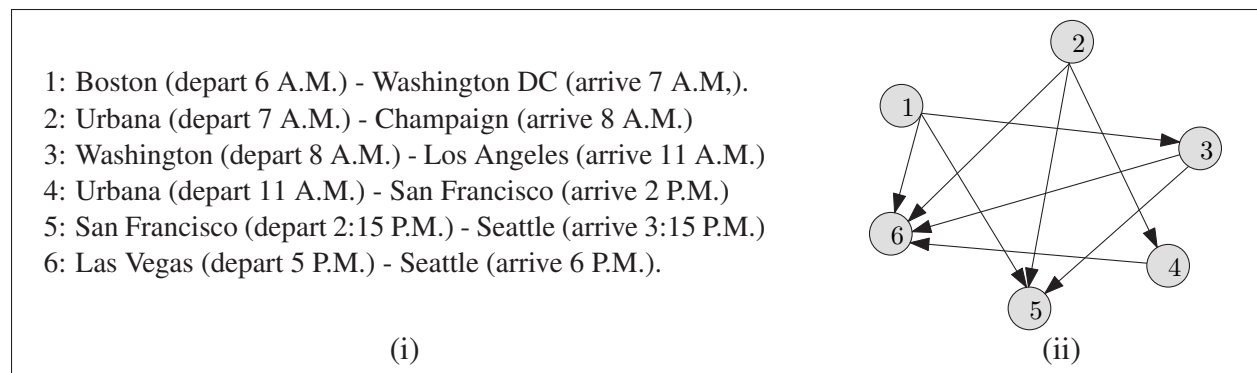 1: Boston (depart 6 A.M.) - Washington DC (arrive 7 A.M,).
2: Urbana (depart 7 A.M.) - Champaign (arrive 8 A.M.)
3: Washington (depart 8 A.M.) - Los Angeles (arrive 11 A.M.)
4: Urbana (depart 11 A.M.) - San Francisco (arrive 2 P.M.)
5: San Francisco (depart 2:15 P.M.) - Seattle (arrive 3:15 P.M.)
6: Las Vegas (depart 5 P.M.) - Seattle (arrive 6 P.M.).
(i)
2
1
3
6
4
5
(ii)